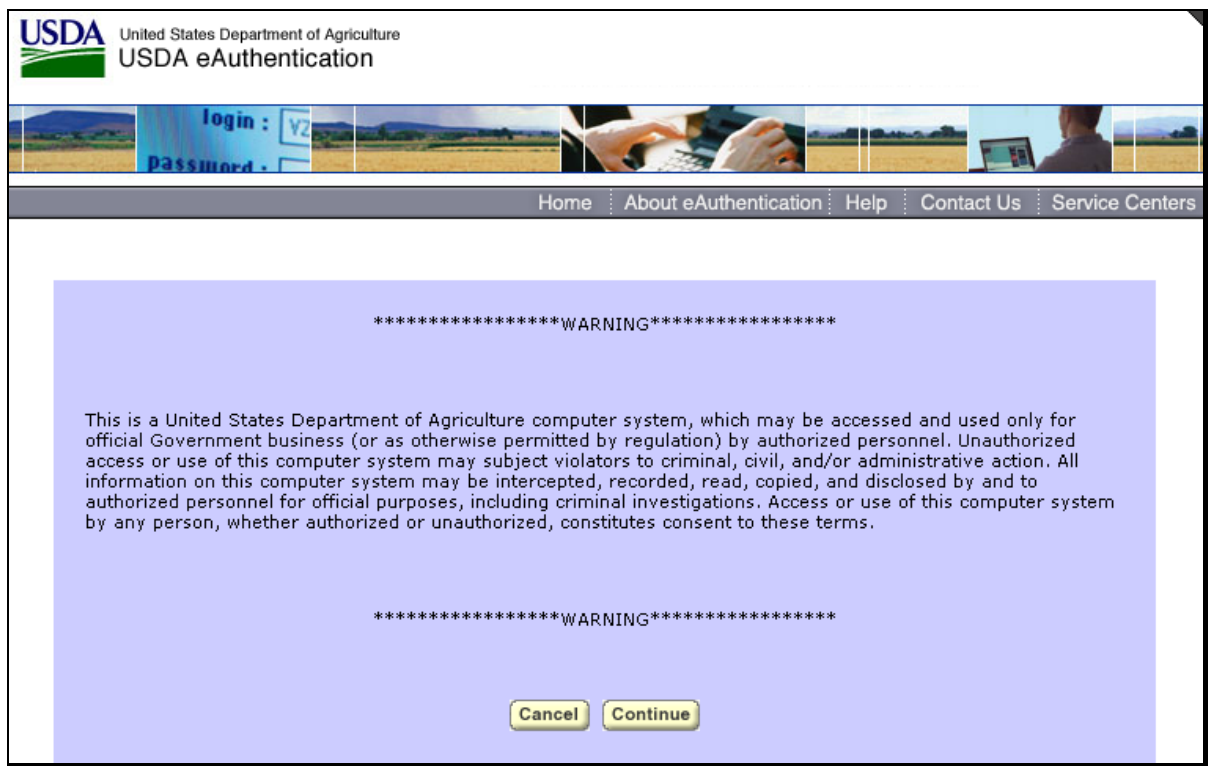 USDA
United States Department of Agriculture
USDA eAuthentication
login : YZ
password :
Home About eAuthentication Help Contact Us Service Centers
*****************WARNING*****************
This is a United States Department of Agriculture computer system, which may be accessed and used only for
official Government business (or as otherwise permitted by regulation) by authorized personnel. Unauthorized
access or use of this computer system may subject violators to criminal, civil, and/or administrative action. All
information on this computer system may be intercepted, recorded, read, copied, and disclosed by and to
authorized personnel for official purposes, including criminal investigations. Access or use of this computer system
by any person, whether authorized or unauthorized, constitutes consent to these terms.
*****************WARNING*****************
Cancel Continue